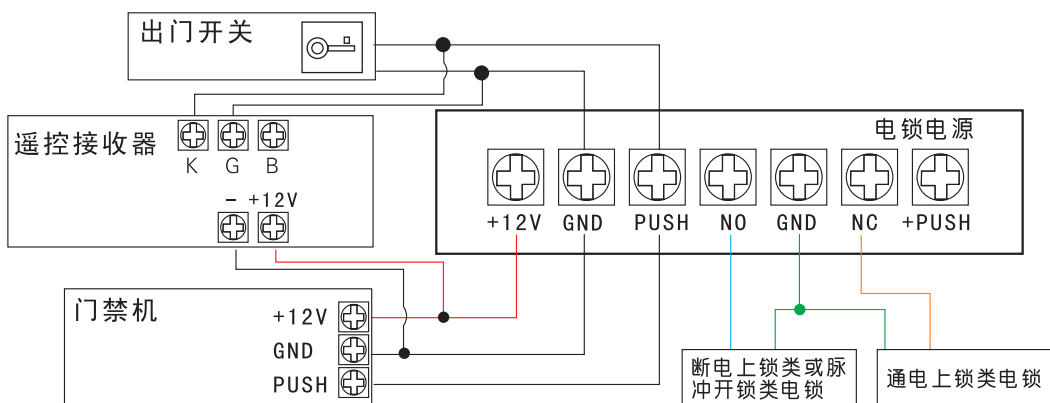 出门开关
遥控接收器
K G B
- +12V
电锁电源
+12V GND PUSH NO GND NC +PUSH
门禁机
+12V
GND
PUSH
断电上锁类或脉
冲开锁类电锁
通电上锁类电锁